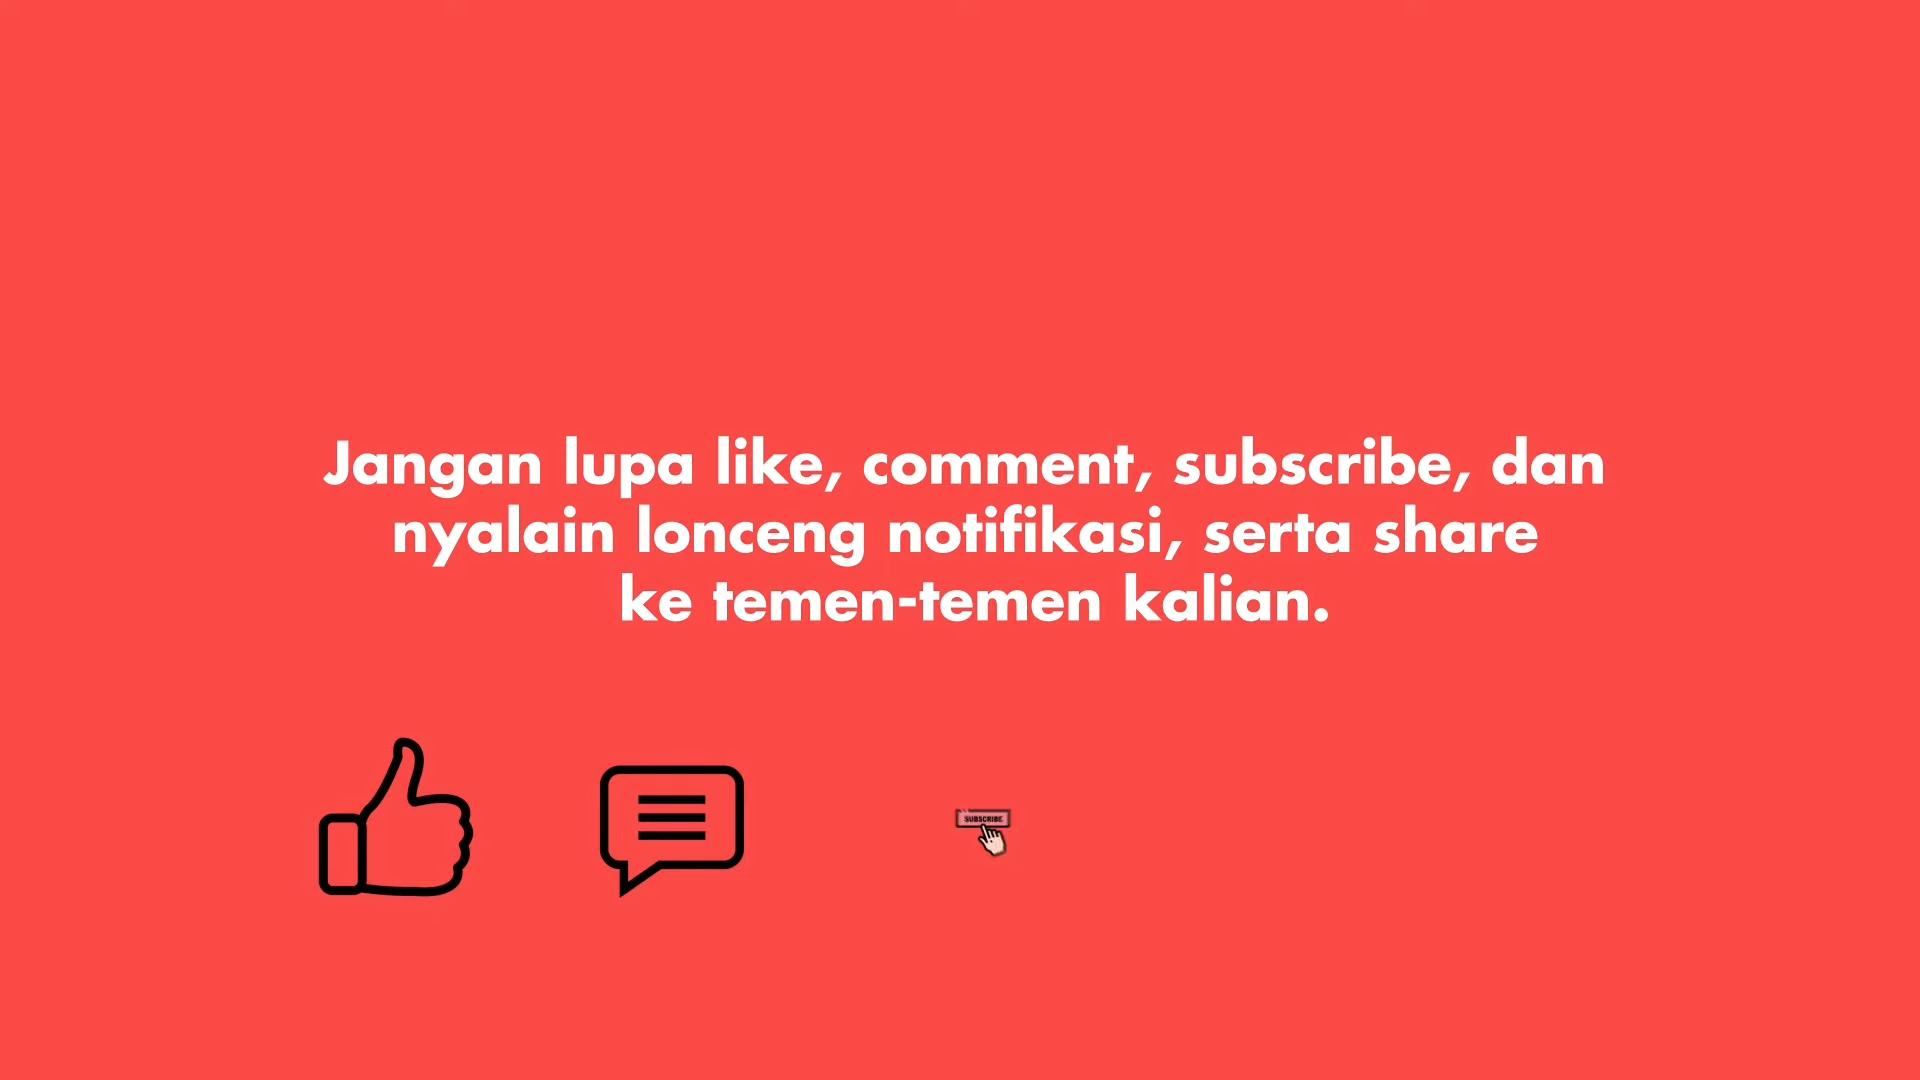 Jangan lupa like, comment, subscribe, dan
nyalain lonceng notifikasi, serta share
ke temen-temen kalian.
SUBSCRIBE